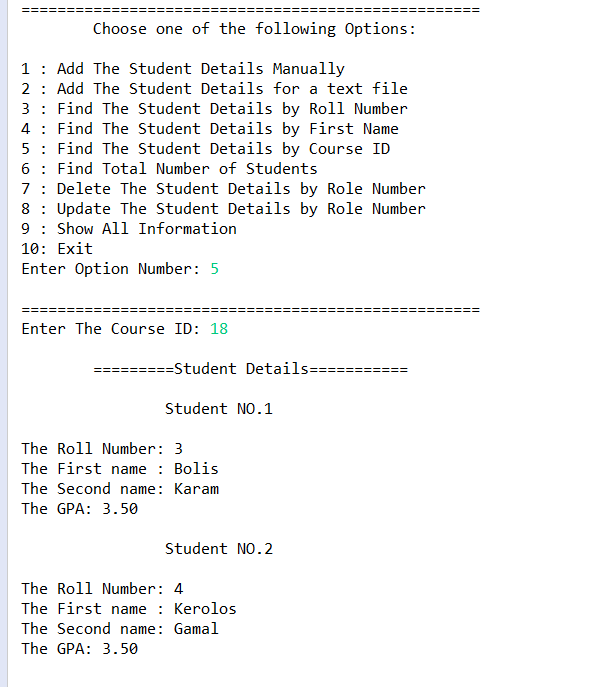 ===================================================
Choose one of the following Options:
1 : Add The Student Details Manually
2 : Add The Student Details for a text file
3 : Find The Student Details by Roll Number
4 : Find The Student Details by First Name
5 : Find The Student Details by Course ID
6 : Find Total Number of Students
7 : Delete The Student Details by Role Number
8 : Update The Student Details by Role Number
9 : Show All Information
10: Exit
Enter Option Number: 5
===================================================
Enter The Course ID: 18
=========Student Details===========
Student NO.1
The Roll Number: 3
The First name : Bolis
The Second name: Karam
The GPA: 3.50
Student NO.2
The Roll Number: 4
The First name : Kerolos
The Second name: Gamal
The GPA: 3.50